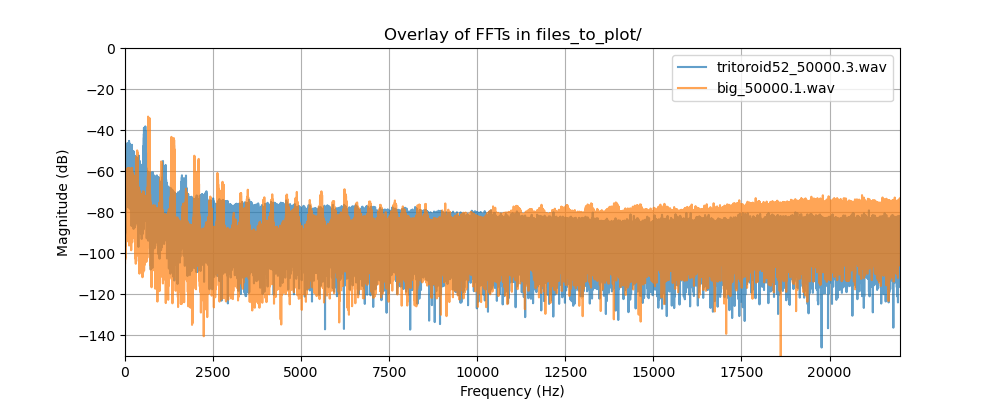 Overlay of FFTs in files_to_plot/
tritoroid52_50000.3.wav
big_50000.1.wav
Magnitude (dB)
0
−20
−40
−60
−80
−100
−120
−140
0 2500 5000 7500 10000 12500 15000 17500 20000
Frequency (Hz)